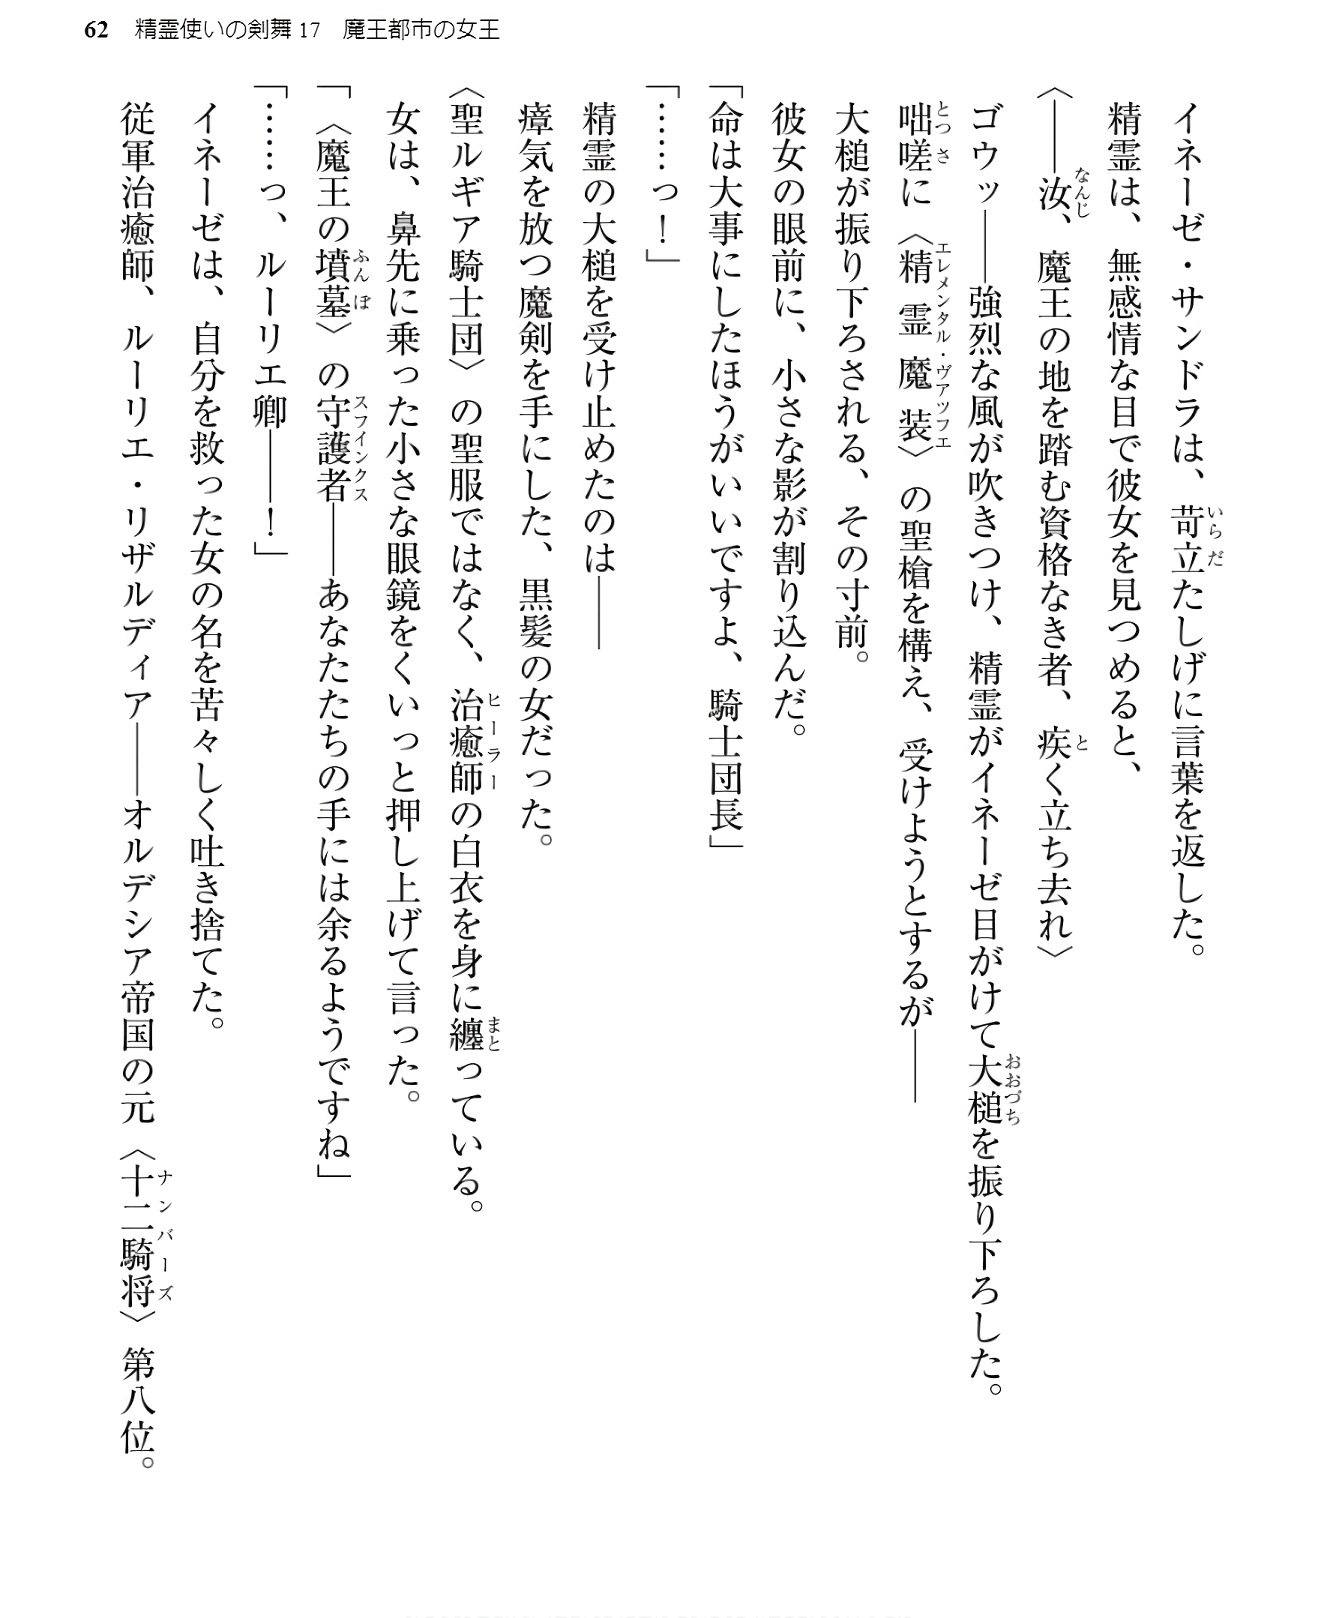 62　精霊使いの剣舞 17　魔王都市の女王
イネーゼ・サンドラは、苛立たしげに言葉を返した。
精霊は、無感情な目で彼女を見つめると、
〈――汝、魔王の地を踏む資格なき者、疾く立ち去れ〉
ゴウッ――強烈な風が吹きつけ、精霊がイネーゼ目がけて大槌を振り下ろした。
咄嗟に〈精霊魔装〉の聖槍を構え、受けようとするが――
大槌が振り下ろされる、その寸前。
彼女の眼前に、小さな影が割り込んだ。
「命は大事にしたほうがいいですよ、騎士団長」
「……っ！」
精霊の大槌を受け止めたのは――
瘴気を放つ魔剣を手にした、黒髪の女だった。
〈聖ルギア騎士団〉の聖服ではなく、治癒師の白衣を身に纏っている。
女は、鼻先に乗った小さな眼鏡をくいっと押し上げて言った。
「〈魔王の墳墓〉の守護者――あなたたちの手には余るようですね」
「……っ、ルーリエ卿――！」
イネーゼは、自分を救った女の名を苦々しく吐き捨てた。
従軍治癒師、ルーリエ・リザルディア――オルデシア帝国の元〈十二騎将〉第八位。